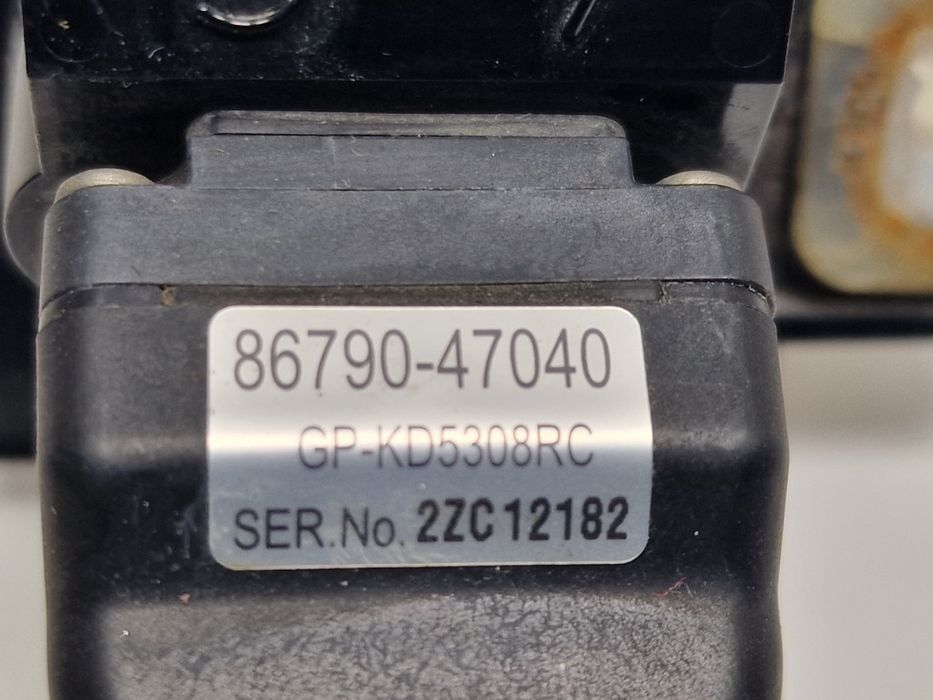 86790-47040
GP-KD5308RC
SER.No. 2ZC12182